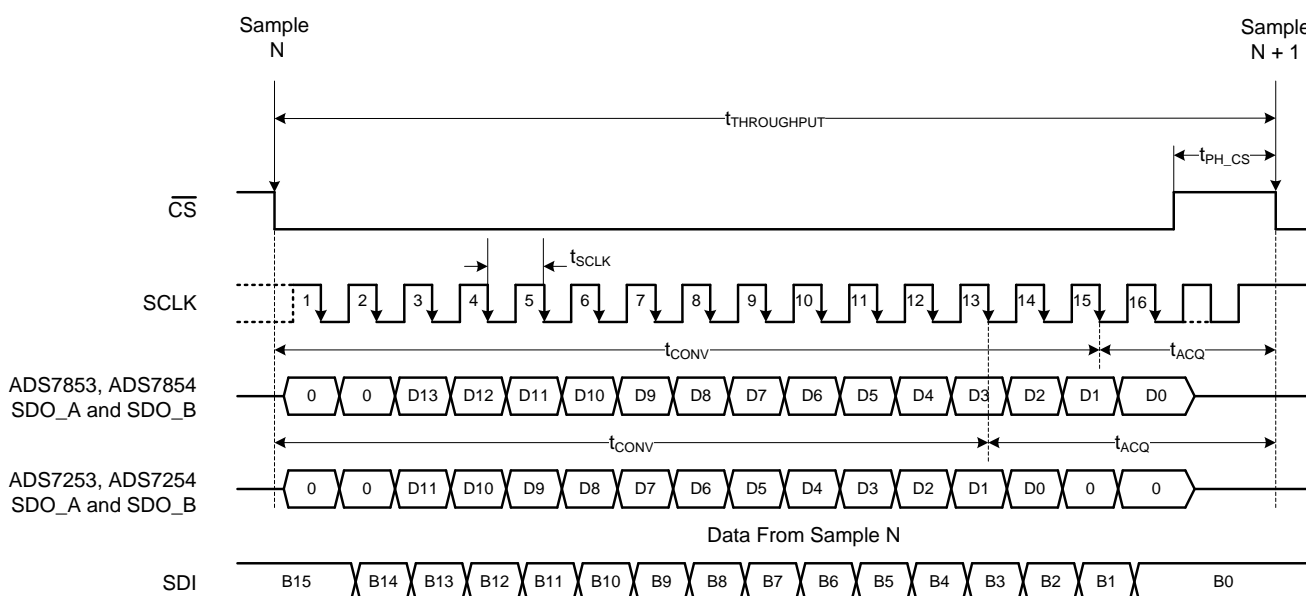 Sample
N
Sample
N + 1
tTHROUGHPUT
tPH_CS
CS
tSCLK
SCLK
1 2 3 4 5 6 7 8 9 10 11 12 13 14 15 16
tCONV tACQ
ADS7853, ADS7854
SDO_A and SDO_B
0 0 D13 D12 D11 D10 D9 D8 D7 D6 D5 D4 D3 D2 D1 D0
tCONV tACQ
ADS7253, ADS7254
SDO_A and SDO_B
0 0 D11 D10 D9 D8 D7 D6 D5 D4 D3 D2 D1 D0 0 0
Data From Sample N
SDI
B15 B14 B13 B12 B11 B10 B9 B8 B7 B6 B5 B4 B3 B2 B1 B0